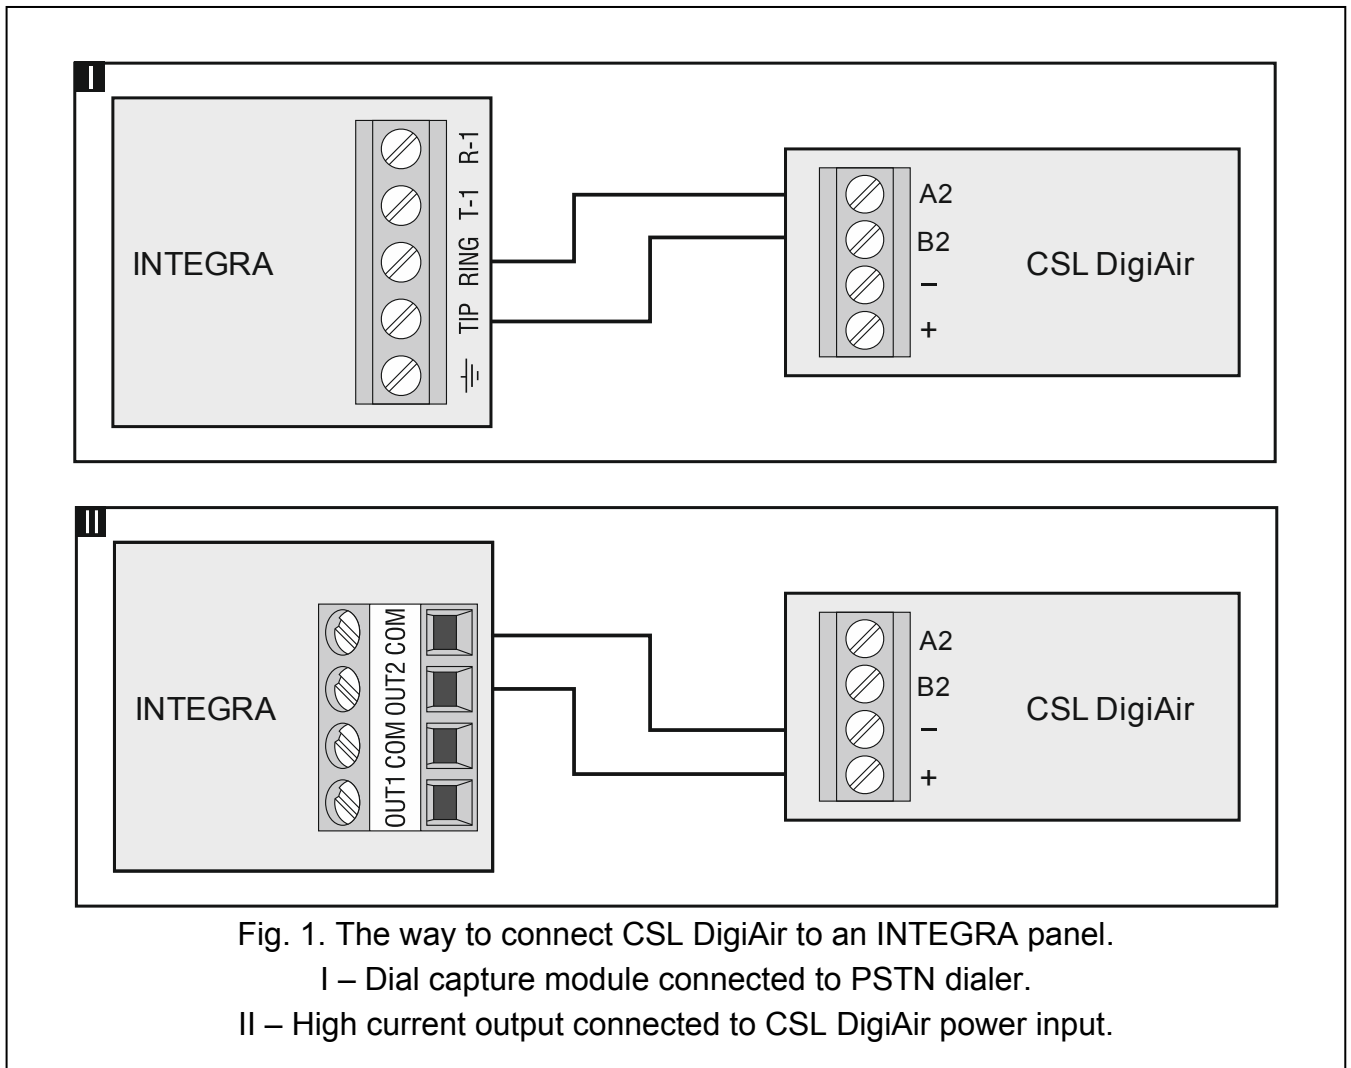 I
INTEGRA
R-1
T-1
RING
TIP
A2
B2
–
+
CSL DigiAir
II
INTEGRA
COM
OUT2
COM
OUT1
A2
B2
–
+
CSL DigiAir
Fig. 1. The way to connect CSL DigiAir to an INTEGRA panel.
I – Dial capture module connected to PSTN dialer.
II – High current output connected to CSL DigiAir power input.